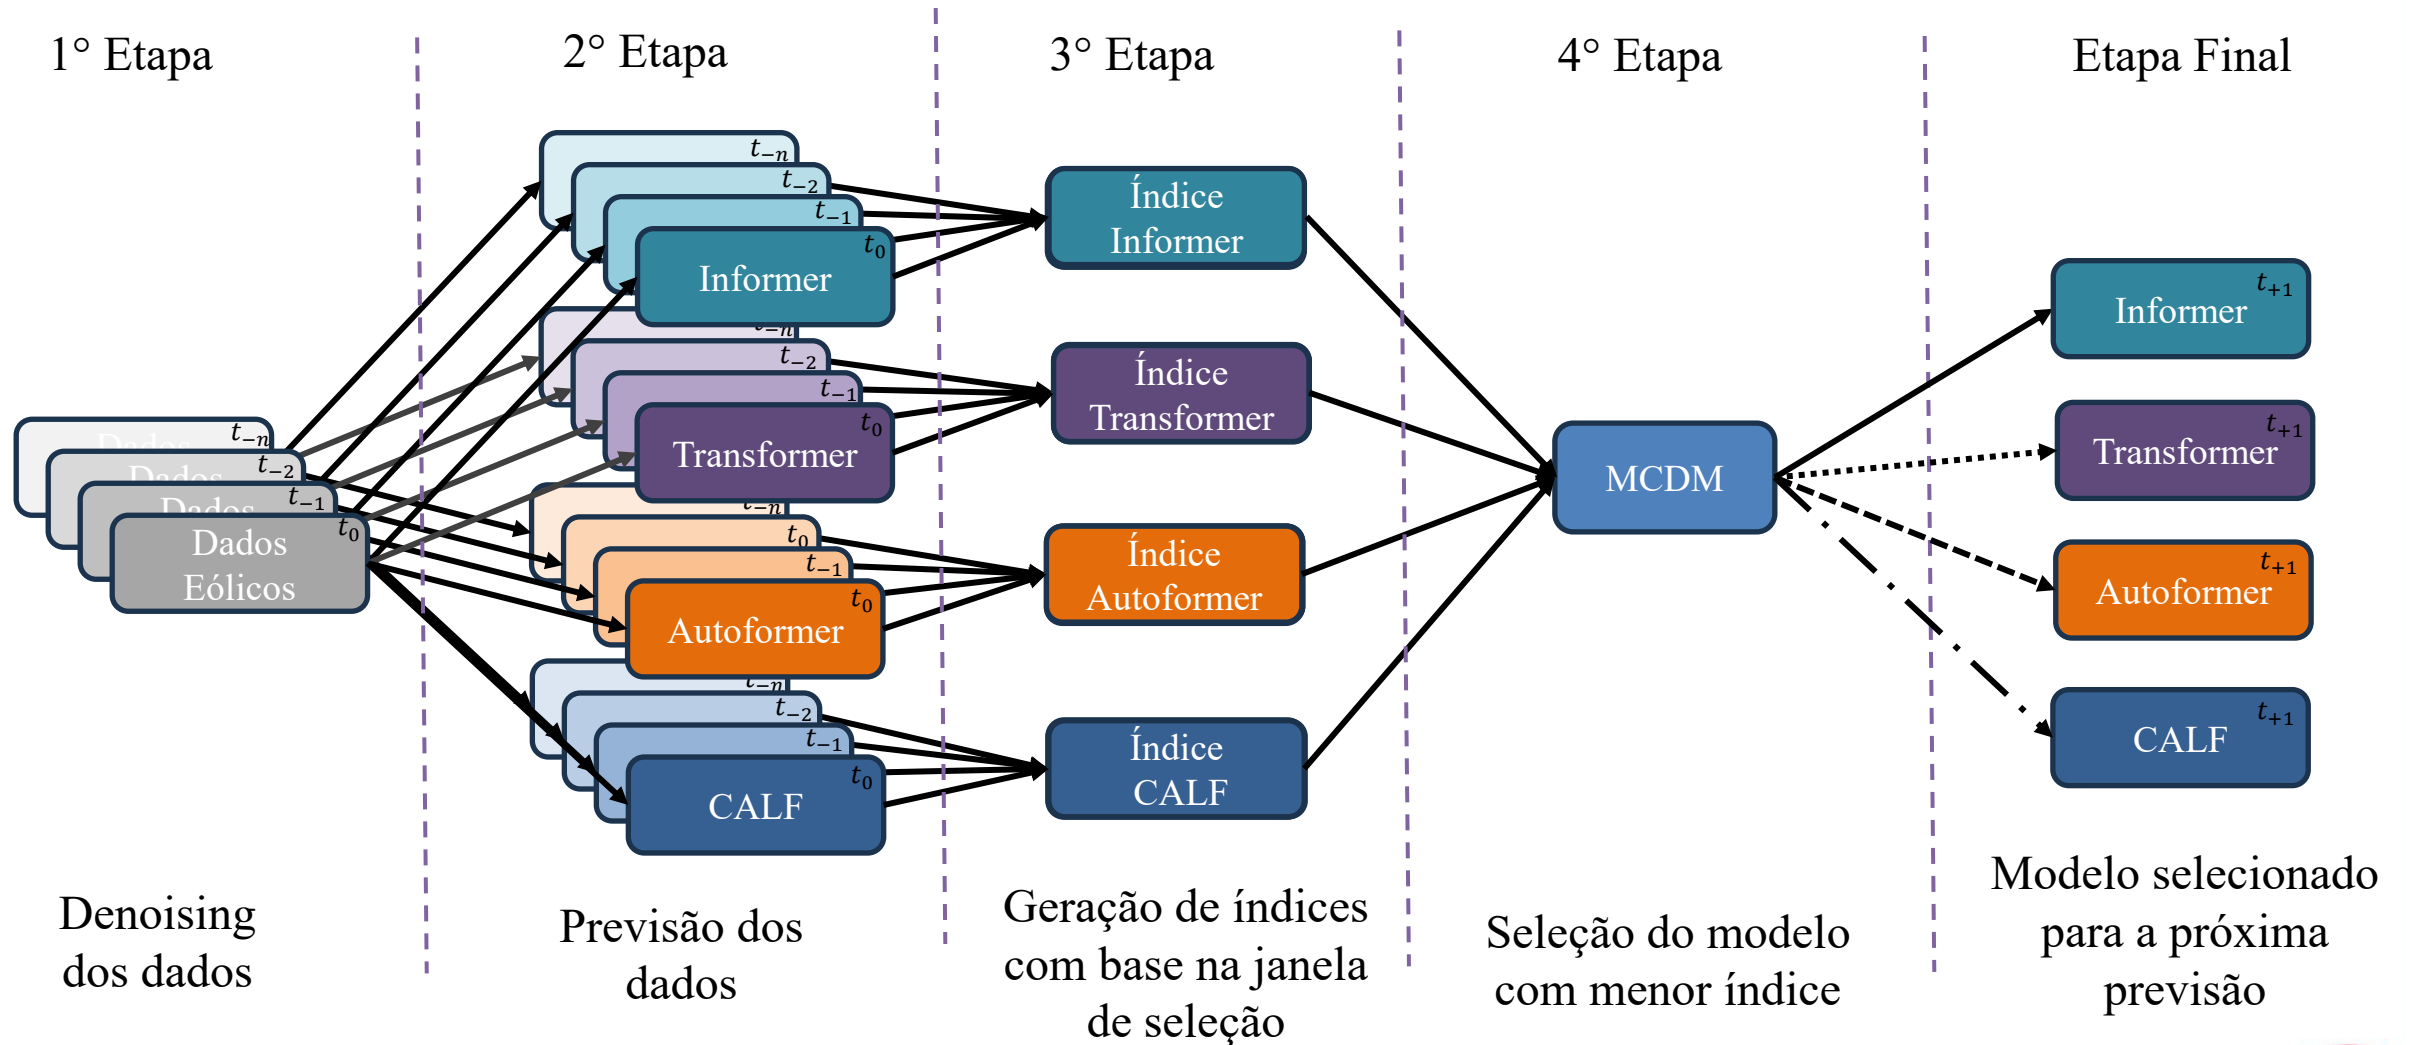 1° Etapa
2° Etapa
3° Etapa
4° Etapa
Etapa Final
Dados
t₋ₙ
Dados
t₋₂
Dados
t₋₁
Dados
Eólicos
t₀
t₋ₙ
t₋₂
t₋₁
t₀
Informer
t₋ₙ
t₋₂
t₋₁
t₀
Transformer
t₋ₙ
t₀
t₋₁
t₀
Autoformer
t₋ₙ
t₋₂
t₋₁
t₀
CALF
Índice
Informer
Índice
Transformer
Índice
Autoformer
Índice
CALF
MCDM
t₊₁
Informer
t₊₁
Transformer
t₊₁
Autoformer
t₊₁
CALF
Denoising
dos dados
Previsão dos
dados
Geração de índices
com base na janela
de seleção
Seleção do modelo
com menor índice
Modelo selecionado
para a próxima
previsão